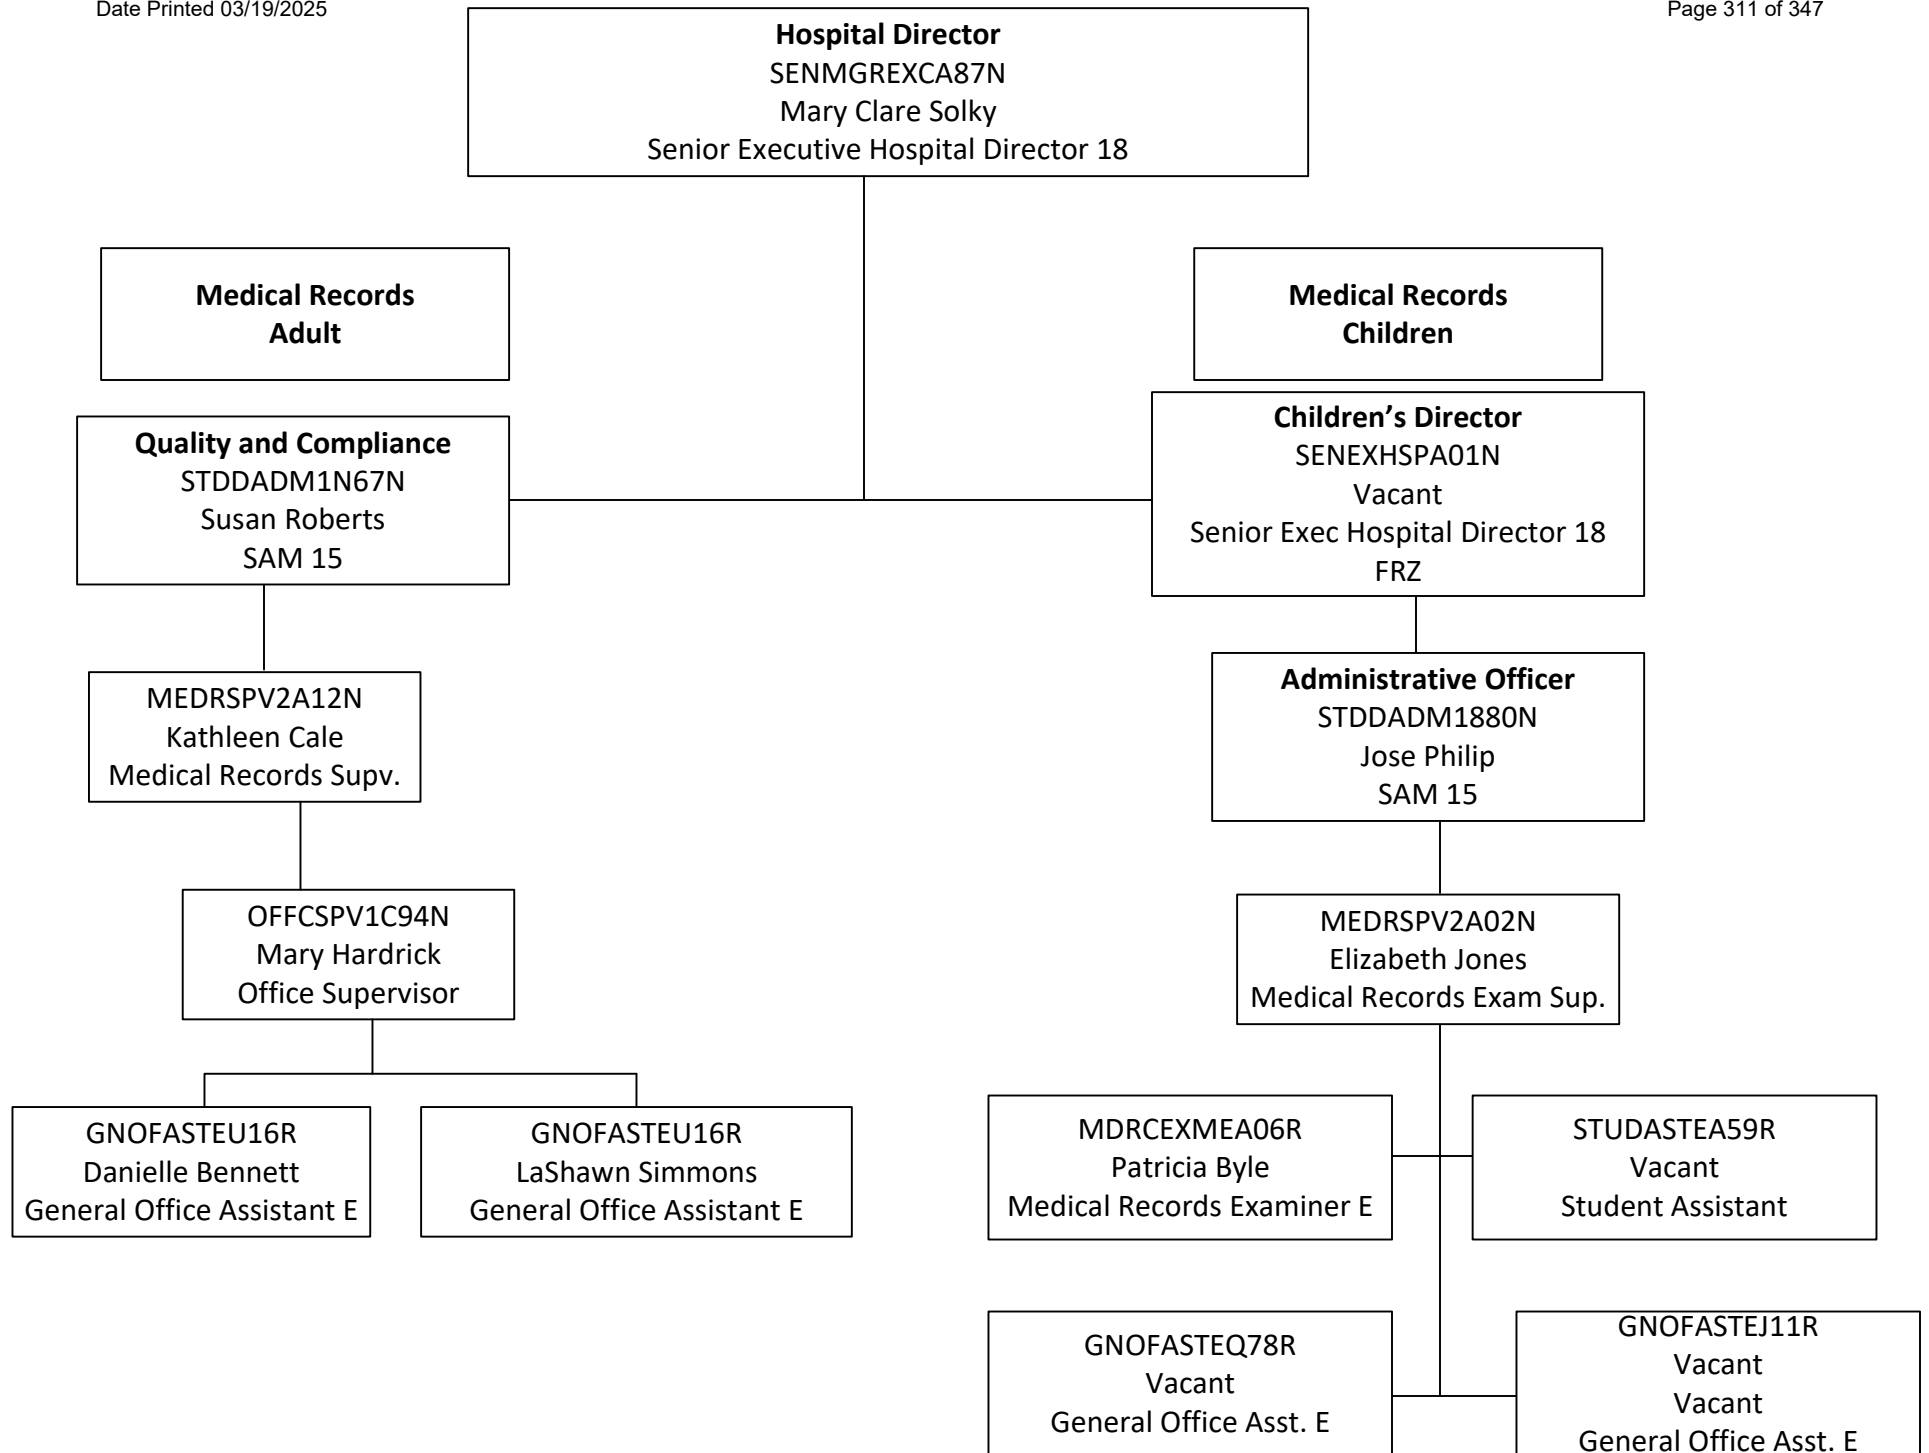 Date Printed 03/19/2025
Page 311 of 347
Hospital Director
SENMGREXCA87N
Mary Clare Solky
Senior Executive Hospital Director 18
Medical Records
Adult
Medical Records
Children
Quality and Compliance
STDDADM1N67N
Susan Roberts
SAM 15
Children’s Director
SENEXHSPA01N
Vacant
Senior Exec Hospital Director 18
FRZ
MEDRSPV2A12N
Kathleen Cale
Medical Records Supv.
Administrative Officer
STDDADM1880N
Jose Philip
SAM 15
OFFCSPV1C94N
Mary Hardrick
Office Supervisor
MEDRSPV2A02N
Elizabeth Jones
Medical Records Exam Sup.
GNOFASTEU16R
Danielle Bennett
General Office Assistant E
GNOFASTEU16R
LaShawn Simmons
General Office Assistant E
MDRCEXMEA06R
Patricia Byle
Medical Records Examiner E
STUDASTEA59R
Vacant
Student Assistant
GNOFASTEQ78R
Vacant
General Office Asst. E
GNOFASTEJ11R
Vacant
Vacant
General Office Asst. E